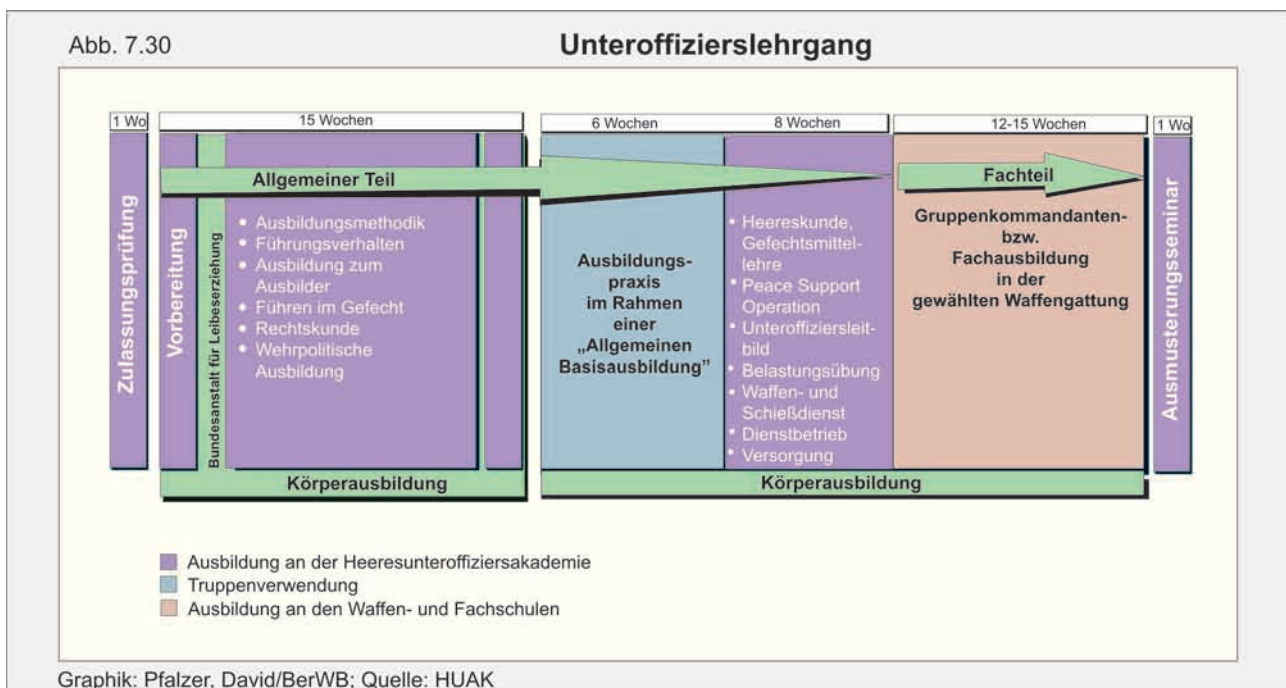 Abb. 7.30
Unteroffizierslehrgang
1 Wo
15 Wochen
6 Wochen
8 Wochen
12-15 Wochen
1 Wo
Zulassungsprüfung
Vorbereitung
Bundesanstalt für Leibeserziehung
Allgemeiner Teil
• Ausbildungsmethodik
• Führungsverhalten
• Ausbildung zum
Ausbilder
• Führen im Gefecht
• Rechtskunde
• Wehrpolitische
Ausbildung
Körperausbildung
Ausbildungs-
praxis
im Rahmen
einer
„Allgemeinen
Basisausbildung”
• Heereskunde,
Gefechtsmittel-
lehre
• Peace Support
Operation
• Unteroffiziersleit-
bild
• Belastungsübung
• Waffen- und
Schießdienst
• Dienstbetrieb
• Versorgung
Fachteil
Gruppenkommandanten-
bzw.
Fachausbildung
in der
gewählten Waffengattung
Körperausbildung
Ausmusterungsseminar
Ausbildung an der Heeresunteroffiziersakademie
Truppenverwendung
Ausbildung an den Waffen- und Fachschulen
Graphik: Pfalzer, David/BerWB; Quelle: HUAK